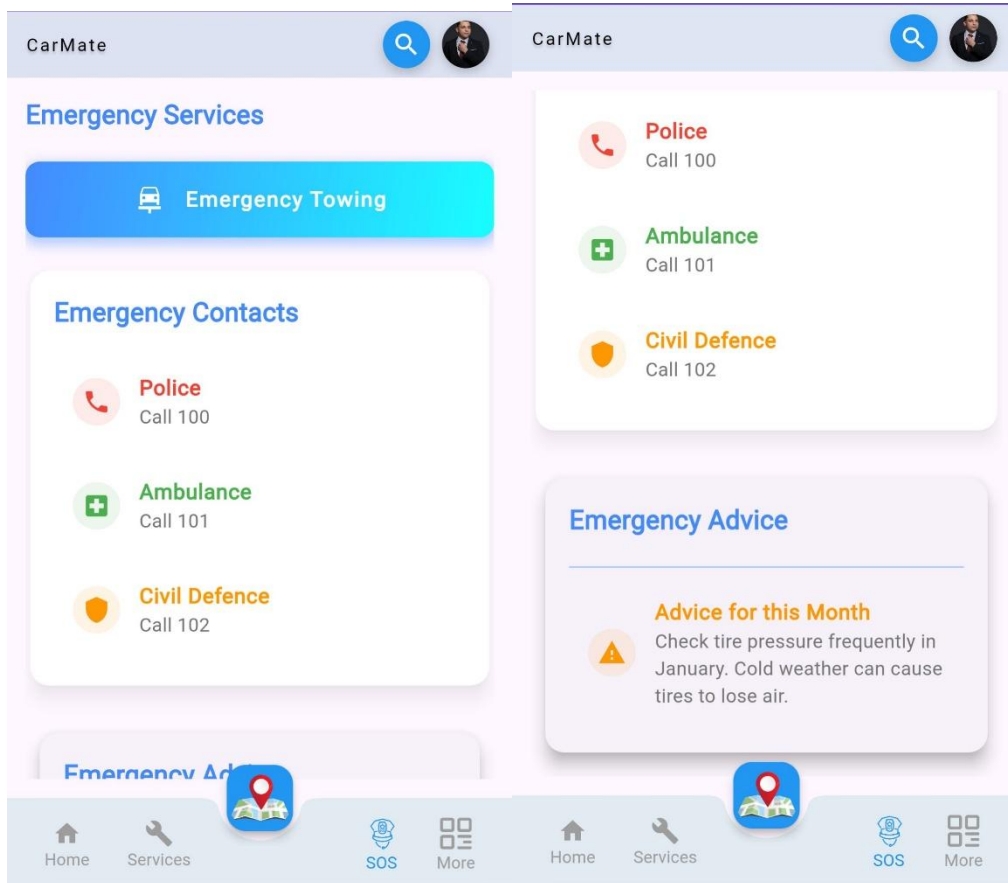 CarMate
Emergency Services
Emergency Towing
Emergency Contacts
Police
Call 100
Ambulance
Call 101
Civil Defence
Call 102
Emergency Ad
Home
Services
SOS
More
CarMate
Police
Call 100
Ambulance
Call 101
Civil Defence
Call 102
Emergency Advice
Advice for this Month
Check tire pressure frequently in
January. Cold weather can cause
tires to lose air.
Home
Services
SOS
More